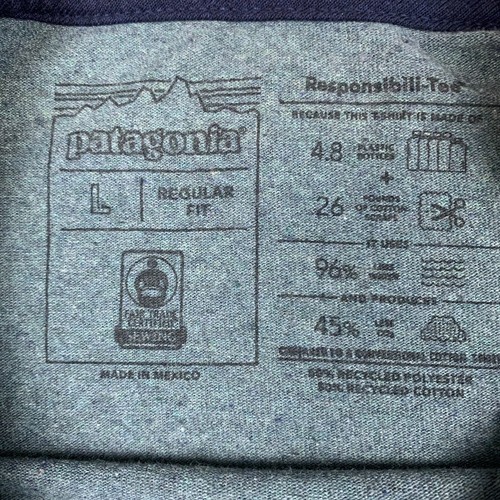 patagonia®
L
REGULAR
FIT
FAIR TRADE
CERTIFIED
SEWING
MADE IN MEXICO
Responsibili-Tee
BECAUSE THIS T-SHIRT IS MADE OF
4.8 PLASTIC
BOTTLES
+
26 POUNDS
OF COTTON
IT USES
96% LESS
WATER
AND PRODUCES
45% LESS
CO2
COMPARED TO A CONVENTIONAL COTTON
50% RECYCLED POLYESTER
50% RECYCLED COTTON